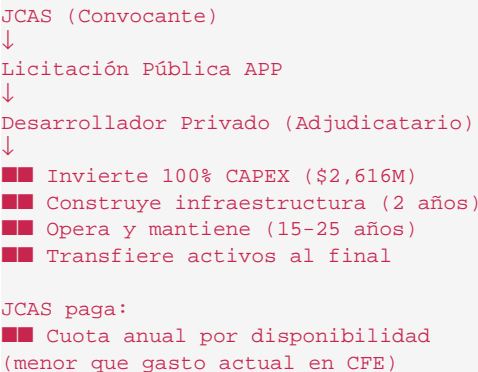 JCAS (Convocante)
↓
Licitación Pública APP
↓
Desarrollador Privado (Adjudicatario)
↓
■■ Invierte 100% CAPEX ($2,616M)
■■ Construye infraestructura (2 años)
■■ Opera y mantiene (15-25 años)
■■ Transfiere activos al final
JCAS paga:
■■ Cuota anual por disponibilidad
(menor que gasto actual en CFE)